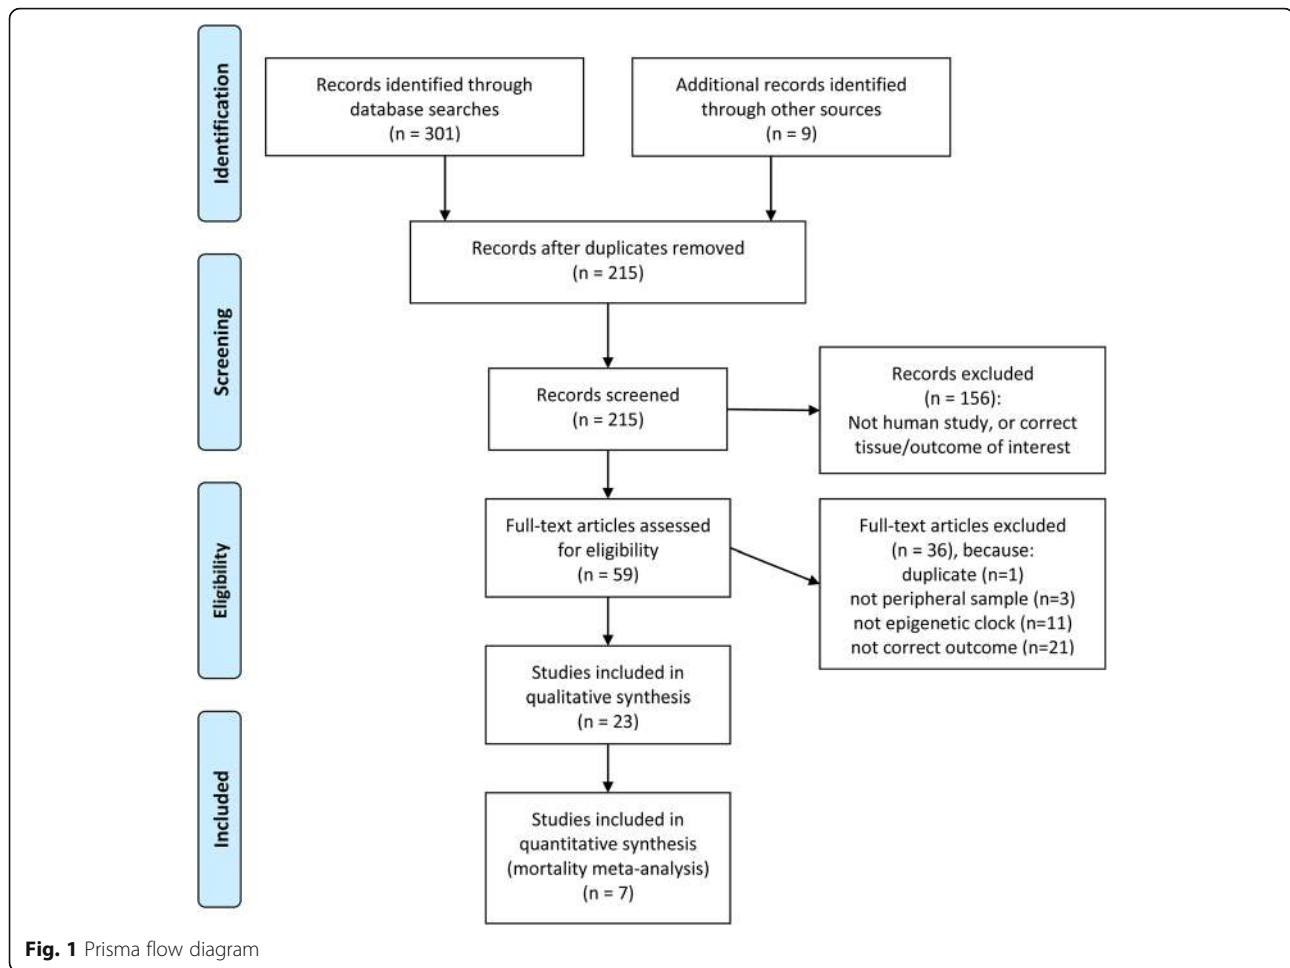 Identification
Records identified through
database searches
(n = 301)
Additional records identified
through other sources
(n = 9)
Records after duplicates removed
(n = 215)
Screening
Records screened
(n = 215)
Records excluded
(n = 156):
Not human study, or correct
tissue/outcome of interest
Eligibility
Full-text articles assessed
for eligibility
(n = 59)
Full-text articles excluded
(n = 36), because:
duplicate (n=1)
not peripheral sample (n=3)
not epigenetic clock (n=11)
not correct outcome (n=21)
Studies included in
qualitative synthesis
(n = 23)
Included
Studies included in
quantitative synthesis
(mortality meta-analysis)
(n = 7)
Fig. 1 Prisma flow diagram